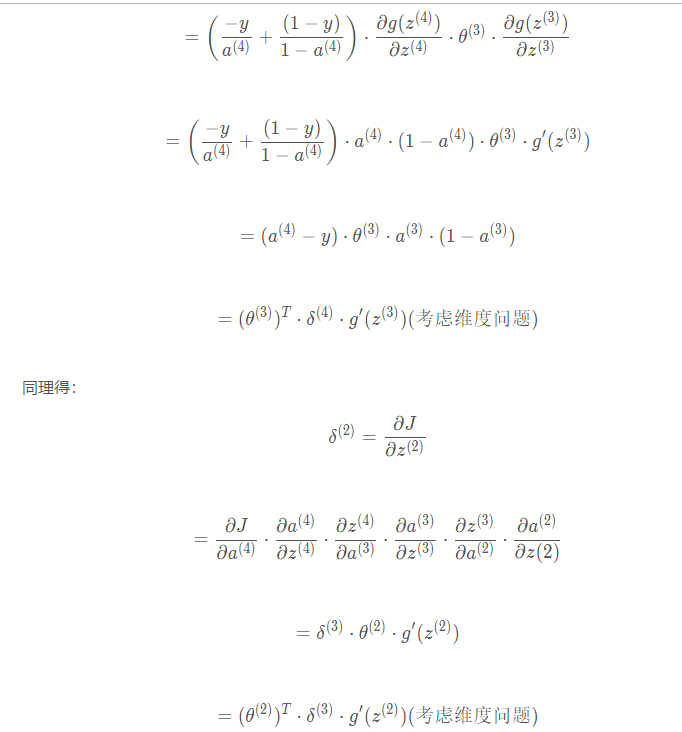 $= \left( \frac{-y}{a^{(4)}} + \frac{(1-y)}{1-a^{(4)}} \right) \cdot \frac{\partial g(z^{(4)})}{\partial z^{(4)}} \cdot \theta^{(3)} \cdot \frac{\partial g(z^{(3)})}{\partial z^{(3)}}$
$= \left( \frac{-y}{a^{(4)}} + \frac{(1-y)}{1-a^{(4)}} \right) \cdot a^{(4)} \cdot (1-a^{(4)}) \cdot \theta^{(3)} \cdot g'(z^{(3)})$
$= (a^{(4)} - y) \cdot \theta^{(3)} \cdot a^{(3)} \cdot (1-a^{(3)})$
$= (\theta^{(3)})^T \cdot \delta^{(4)} \cdot g'(z^{(3)})$(考虑维度问题)
同理得：
$\delta^{(2)} = \frac{\partial J}{\partial z^{(2)}}$
$= \frac{\partial J}{\partial a^{(4)}} \cdot \frac{\partial a^{(4)}}{\partial z^{(4)}} \cdot \frac{\partial z^{(4)}}{\partial a^{(3)}} \cdot \frac{\partial a^{(3)}}{\partial z^{(3)}} \cdot \frac{\partial z^{(3)}}{\partial a^{(2)}} \cdot \frac{\partial a^{(2)}}{\partial z(2)}$
$= \delta^{(3)} \cdot \theta^{(2)} \cdot g'(z^{(2)})$
$= (\theta^{(2)})^T \cdot \delta^{(3)} \cdot g'(z^{(2)})$(考虑维度问题)